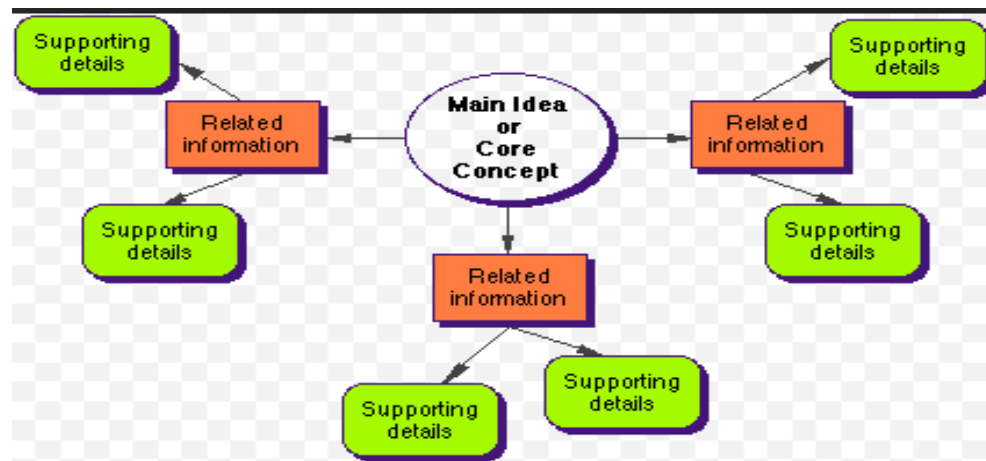 Supporting
details
Supporting
details
Related
information
Main Idea
or
Core
Concept
Related
information
Supporting
details
Supporting
details
Related
information
Supporting
details
Supporting
details